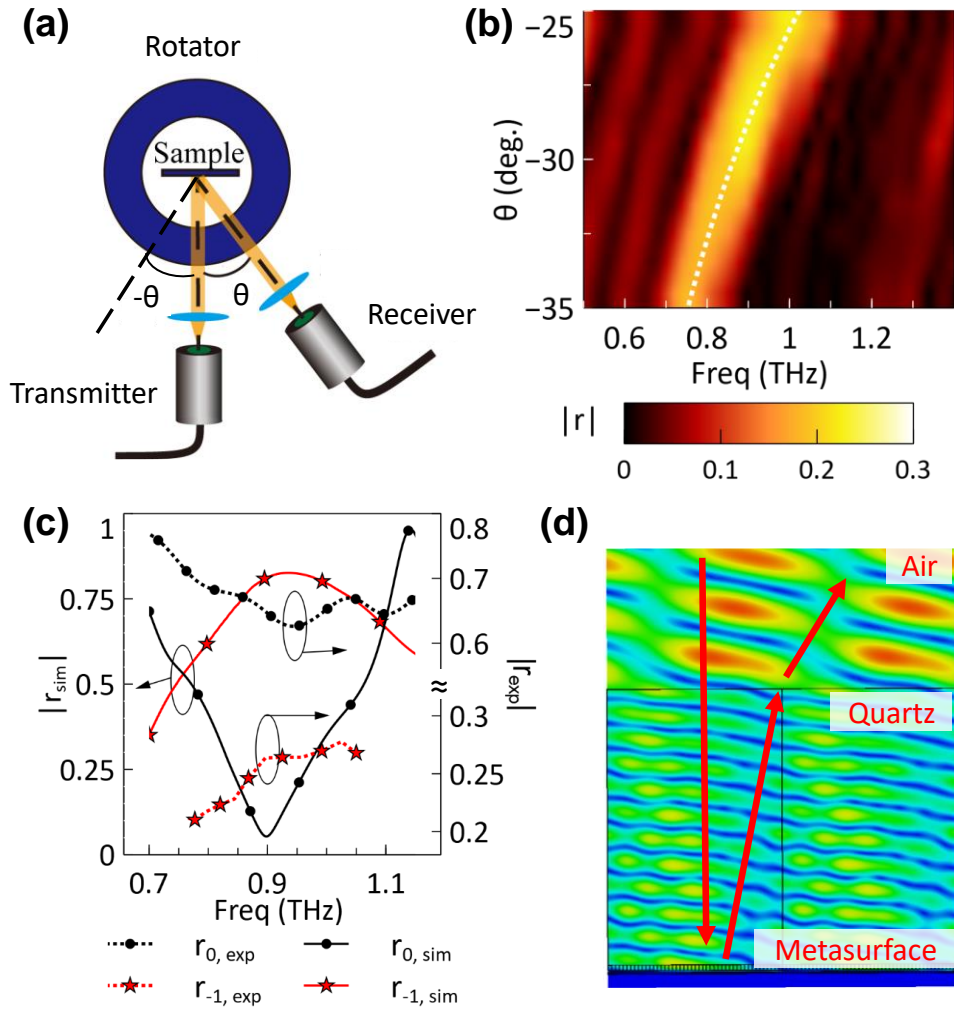 (a)
Rotator
Sample
-θ
θ
Receiver
Transmitter
(b)
−25
−30
−35
θ (deg.)
0.6
0.8
1
1.2
Freq (THz)
|r|
0
0.1
0.2
0.3
(c)
1
0.75
0.5
0.25
0
|r_sim|
0.8
0.7
0.6
≈
0.3
0.26
0.2
|r_exp|
0.7
0.9
1.1
Freq (THz)
r_0, exp
r_0, sim
r_-1, exp
r_-1, sim
(d)
Air
Quartz
Metasurface